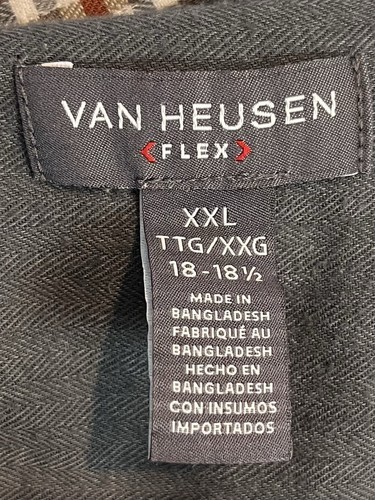 VAN HEUSEN
FLEX
XXL
TTG/XXG
18-18½
MADE IN
BANGLADESH
FABRIQUÉ AU
BANGLADESH
HECHO EN
BANGLADESH
CON INSUMOS
IMPORTADOS